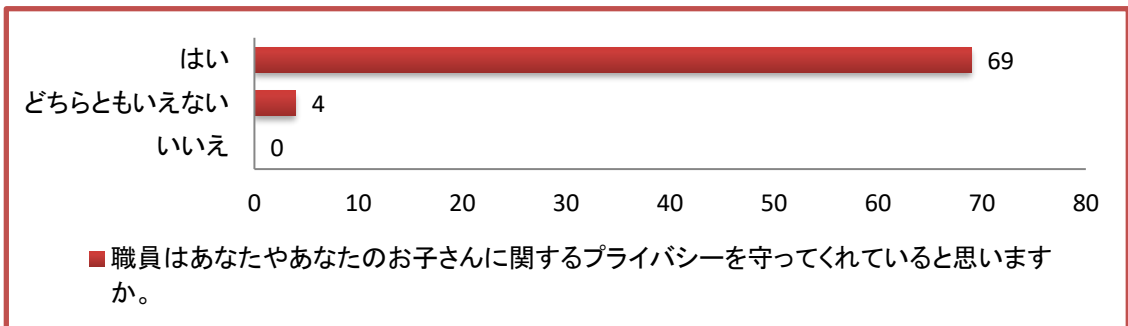 はい 69
どちらともいえない 4
いいえ 0
0 10 20 30 40 50 60 70 80
職員はあなたやあなたのお子さんに関するプライバシーを守ってくれていると思います
か。